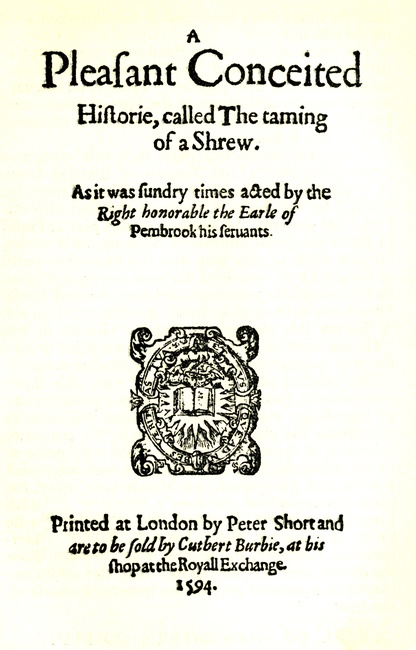 A
Pleaſant Conceited
Hiſtorie, called The taming
of a Shrew.
As it was ſundry times acted by the
Right honorable the Earle of
Pembrook his ſeruants.
Printed at London by Peter Short and
are to be ſold by Cutbert Burbie, at his
ſhop at the Royall Exchange.
1594.